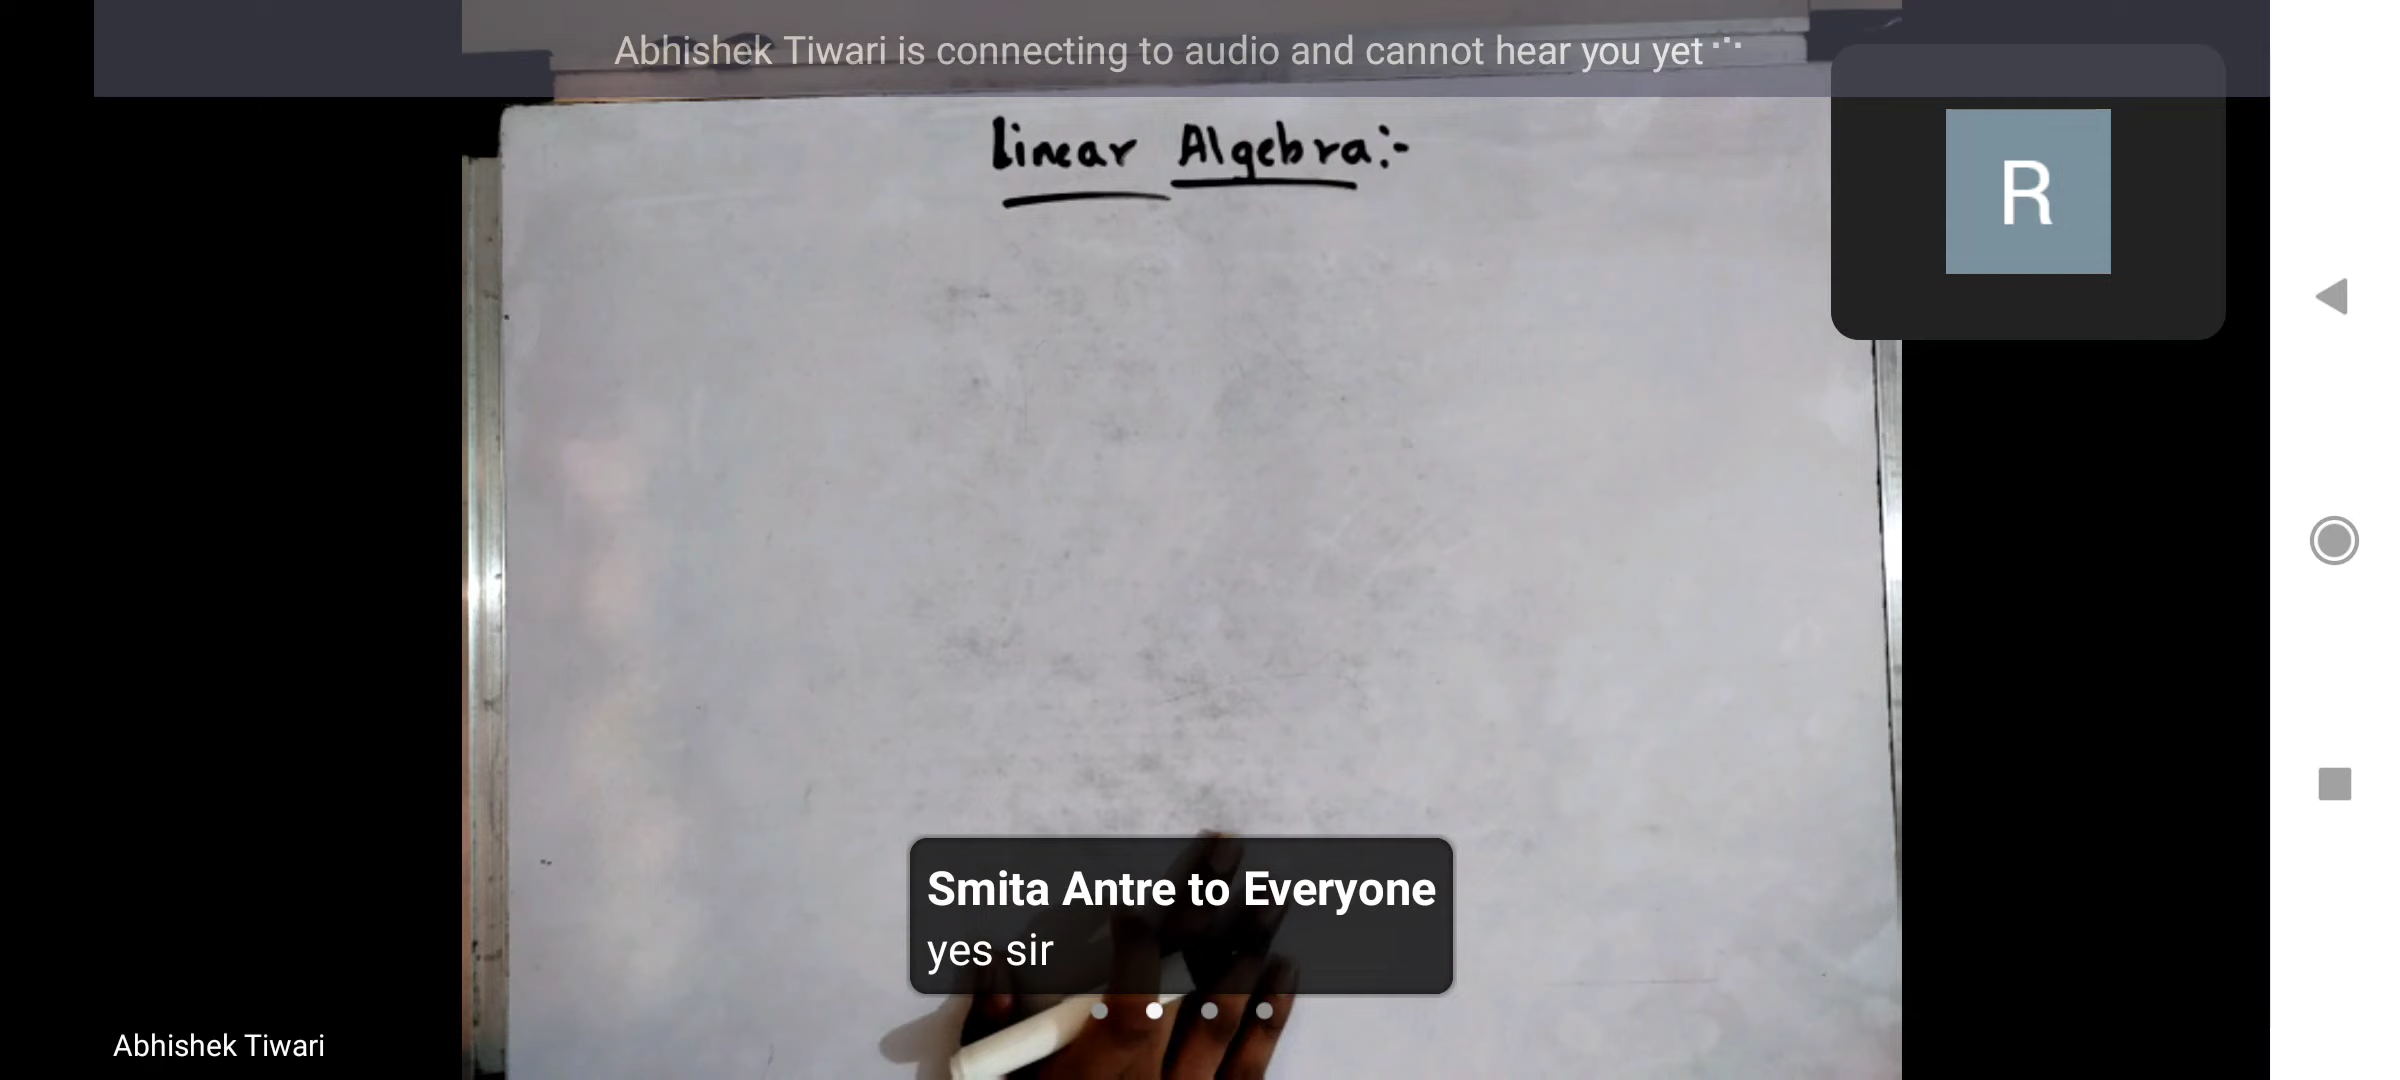 Abhishek Tiwari is connecting to audio and cannot hear you yet
Linear Algebra:-
R
Smita Antre to Everyone
yes sir
Abhishek Tiwari